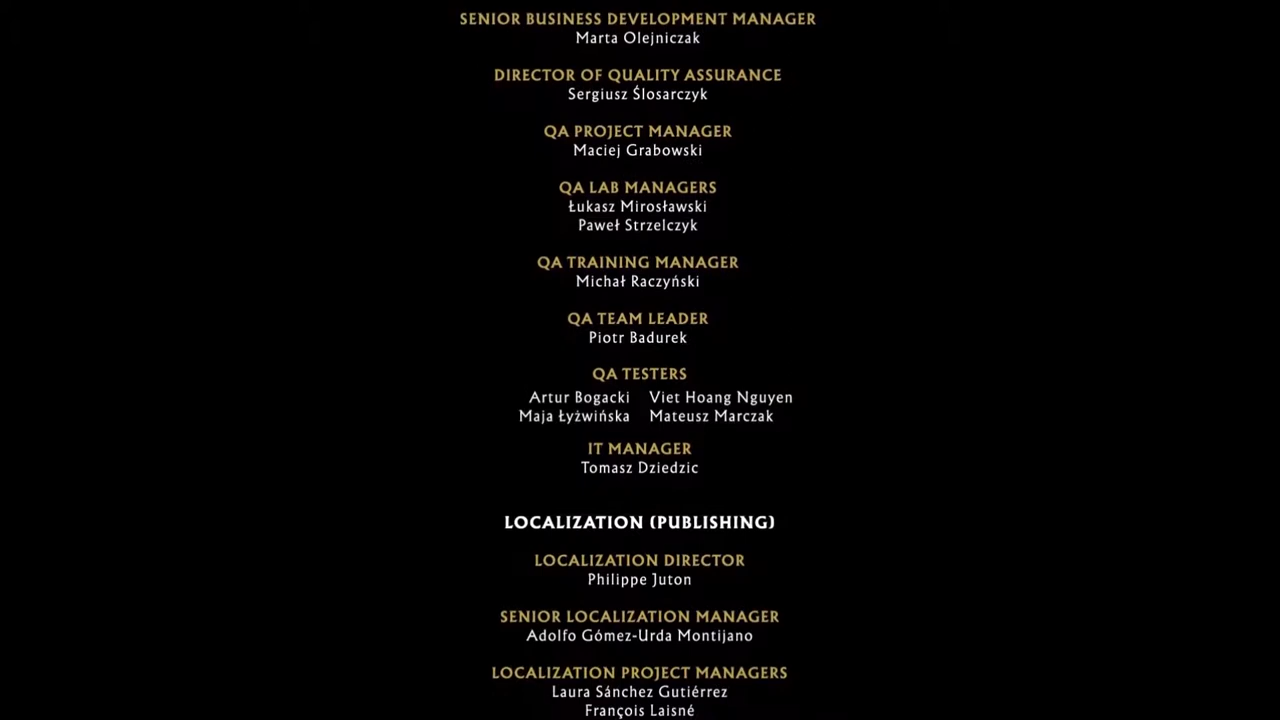 SENIOR BUSINESS DEVELOPMENT MANAGER
Marta Olejniczak
DIRECTOR OF QUALITY ASSURANCE
Sergiusz Ślosarczyk
QA PROJECT MANAGER
Maciej Grabowski
QA LAB MANAGERS
Łukasz Mirosławski
Paweł Strzelczyk
QA TRAINING MANAGER
Michał Raczyński
QA TEAM LEADER
Piotr Badurek
QA TESTERS
Artur Bogacki Viet Hoang Nguyen
Maja Łyżwińska Mateusz Marczak
IT MANAGER
Tomasz Dziedzic
LOCALIZATION (PUBLISHING)
LOCALIZATION DIRECTOR
Philippe Juton
SENIOR LOCALIZATION MANAGER
Adolfo Gómez-Urda Montijano
LOCALIZATION PROJECT MANAGERS
Laura Sánchez Gutiérrez
François Laisné